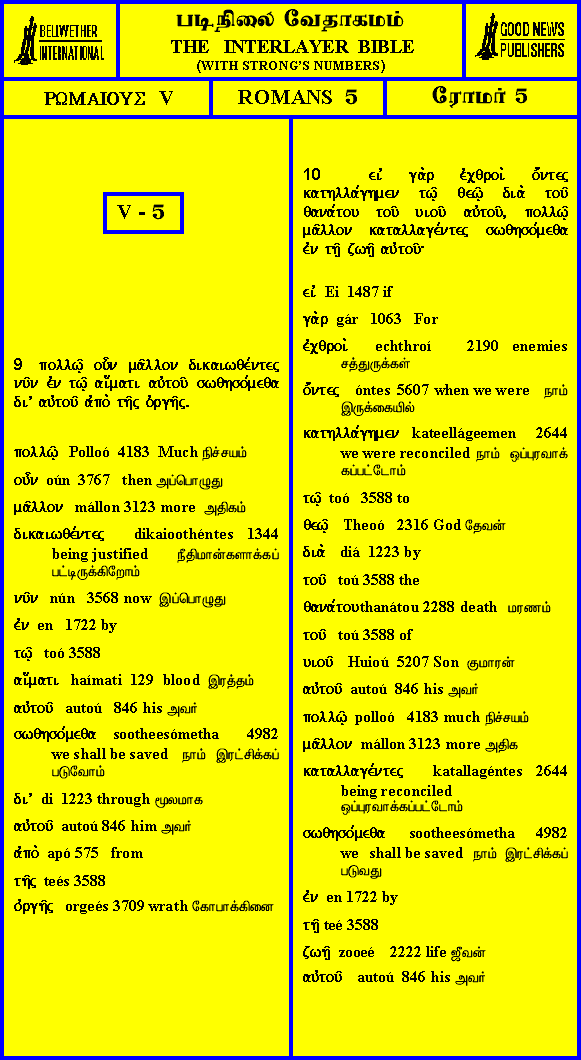 BELLWETHER
INTERNATIONAL
படிநிலை வேதாகமம்
THE INTERLAYER BIBLE
(WITH STRONG'S NUMBERS)
GOOD NEWS
PUBLISHERS
ΡΩΜΑΙΟΥΣ V
ROMANS 5
ரோமர் 5
V - 5
9 πολλῷ οὖν μᾶλλον δικαιωθέντες
νῦν ἐν τῷ αἵματι αὐτοῦ σωθησόμεθα
δι' αὐτοῦ ἀπὸ τῆς ὀργῆς.
πολλῷ Polloó 4183 Much நிச்சயம்
οὖν oún 3767 then அப்பொழுது
μᾶλλον mállon 3123 more அதிகம்
δικαιωθέντες dikaioothéntes 1344
being justified நீதிமான்களாக்கப்
பட்டிருக்கிறோம்
νῦν nún 3568 now இப்பொழுது
ἐν en 1722 by
τῷ toó 3588
αἵματι haímati 129 blood இரத்தம்
αὐτοῦ autoú 846 his அவர்
σωθησόμεθα sootheesómetha 4982
we shall be saved நாம் இரட்சிக்கப்
படுவோம்
δι' di 1223 through மூலமாக
αὐτοῦ autoú 846 him அவர்
ἀπὸ apó 575 from
τῆς teés 3588
ὀργῆς orgeés 3709 wrath கோபாக்கினை
10 εἰ γὰρ ἐχθροὶ ὄντες
κατηλλάγημεν τῷ θεῷ διὰ τοῦ
θανάτου τοῦ υιοῦ αὐτοῦ, πολλῷ
μᾶλλον καταλλαγέντες σωθησόμεθα
ἐν τῇ ζωῇ αὐτοῦ·
εἰ Ei 1487 if
γὰρ gár 1063 For
ἐχθροὶ echthroí 2190 enemies
சத்துருக்கள்
ὄντες óntes 5607 when we were நாம்
இருக்கையில்
κατηλλάγημεν kateellágeemen 2644
we were reconciled நாம் ஒப்புரவாக்
கப்பட்டோம்
τῷ toó 3588 to
θεῷ Theoó 2316 God தேவன்
διὰ diá 1223 by
τοῦ toú 3588 the
θανάτου thanátou 2288 death மரணம்
τοῦ toú 3588 of
υιοῦ Huioú 5207 Son குமாரன்
αὐτοῦ autoú 846 his அவர்
πολλῷ polloó 4183 much நிச்சயம்
μᾶλλον mállon 3123 more அதிக
καταλλαγέντες katallagéntes 2644
being reconciled
ஒப்புரவாக்கப்பட்டோம்
σωθησόμεθα sootheesómetha 4982
we shall be saved நாம் இரட்சிக்கப்
படுவது
ἐν en 1722 by
τῇ teé 3588
ζωῇ zooeé 2222 life ஜீவன்
αὐτοῦ autoú 846 his அவர்